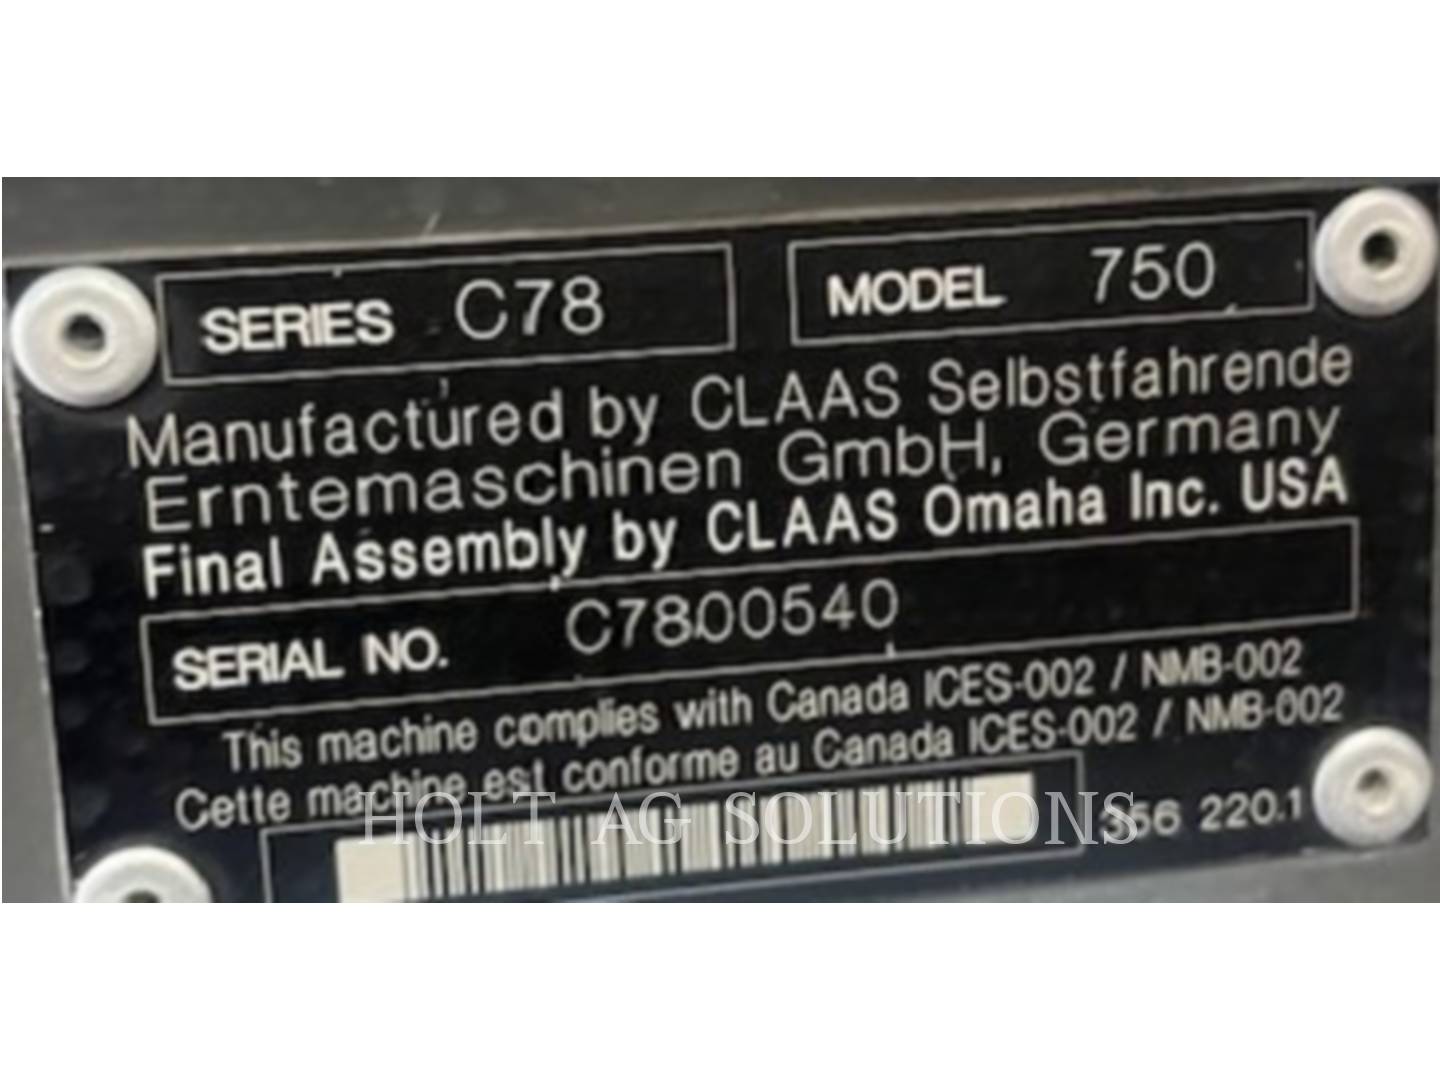 SERIES C78 MODEL 750
Manufactured by CLAAS Selbstfahrende
Erntemaschinen GmbH, Germany
Final Assembly by CLAAS Omaha Inc. USA
SERIAL NO. C7800540
This machine complies with Canada ICES-002 / NMB-002
Cette machine est conforme au Canada ICES-002 / NMB-002
356 220.1
HOLT AG SOLUTIONS